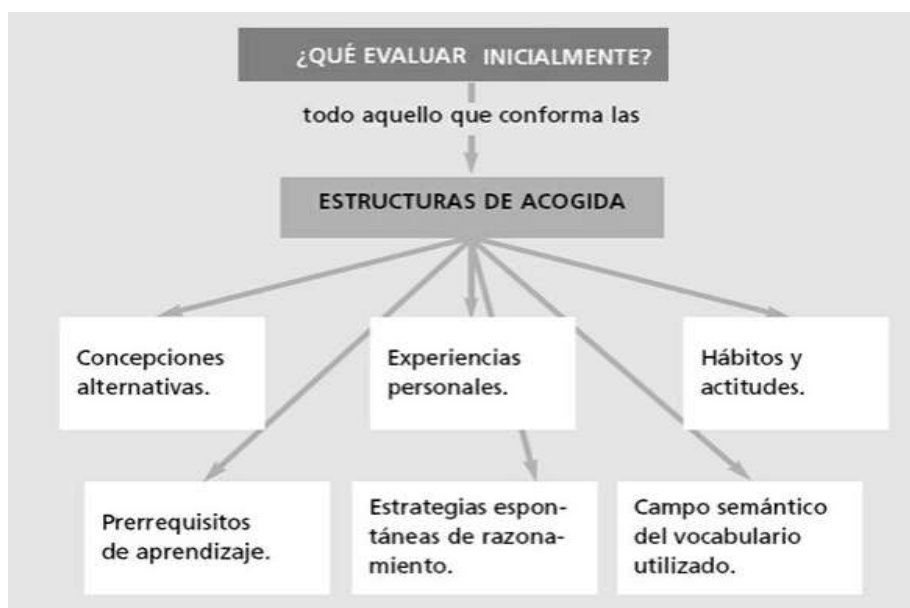 ¿QUÉ EVALUAR INICIALMENTE?
todo aquello que conforma las
ESTRUCTURAS DE ACOGIDA
Concepciones
alternativas.
Experiencias
personales.
Hábitos y
actitudes.
Prerrequisitos
de aprendizaje.
Estrategias espon-
táneas de razona-
miento.
Campo semántico
del vocabulario
utilizado.